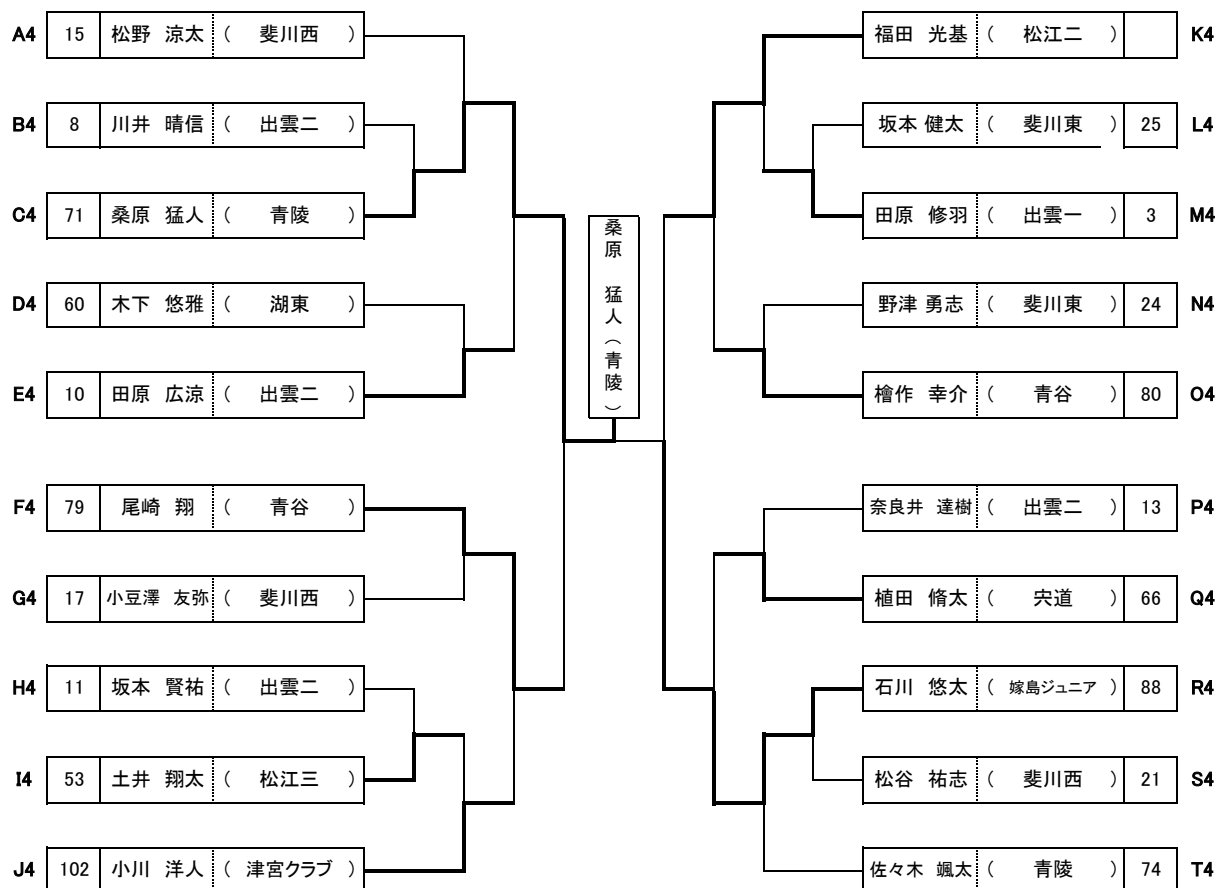 A4 15 松野 涼太 ( 斐川西 )
B4 8 川井 晴信 ( 出雲二 )
C4 71 桑原 猛人 ( 青陵 )
D4 60 木下 悠雅 ( 湖東 )
E4 10 田原 広涼 ( 出雲二 )
F4 79 尾崎 翔 ( 青谷 )
G4 17 小豆澤 友弥 ( 斐川西 )
H4 11 坂本 賢祐 ( 出雲二 )
I4 53 土井 翔太 ( 松江三 )
J4 102 小川 洋人 ( 津宮クラブ )
桑原 猛人(青陵)
福田 光基 ( 松江二 ) K4
坂本 健太 ( 斐川東 ) 25 L4
田原 修羽 ( 出雲一 ) 3 M4
野津 勇志 ( 斐川東 ) 24 N4
檜作 幸介 ( 青谷 ) 80 O4
奈良井 達樹 ( 出雲二 ) 13 P4
植田 脩太 ( 宍道 ) 66 Q4
石川 悠太 ( 嫁島ジュニア ) 88 R4
松谷 祐志 ( 斐川西 ) 21 S4
佐々木 颯太 ( 青陵 ) 74 T4